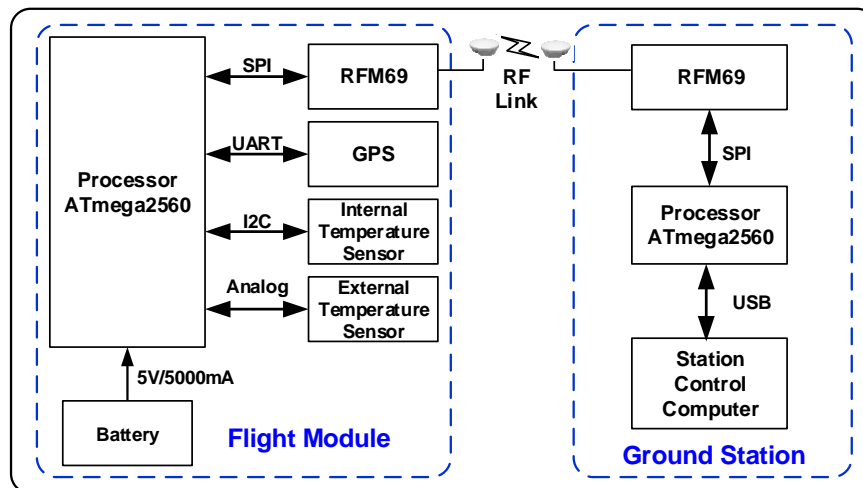 SPI
RFM69
RF
Link
RFM69
UART
GPS
SPI
Processor
ATmega2560
I2C
Internal
Temperature
Sensor
Processor
ATmega2560
Analog
External
Temperature
Sensor
USB
5V/5000mA
Station
Control
Computer
Battery
Flight Module
Ground Station